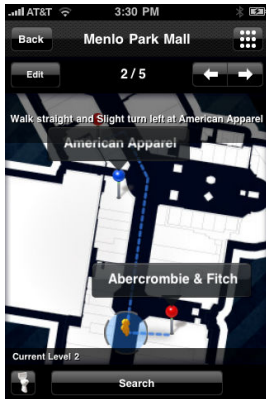 AT&T 3:30 PM
Back Menlo Park Mall
Edit 2 / 5
Walk straight and Slight turn left at American Apparel
American Apparel
Abercrombie & Fitch
Current Level 2
Search